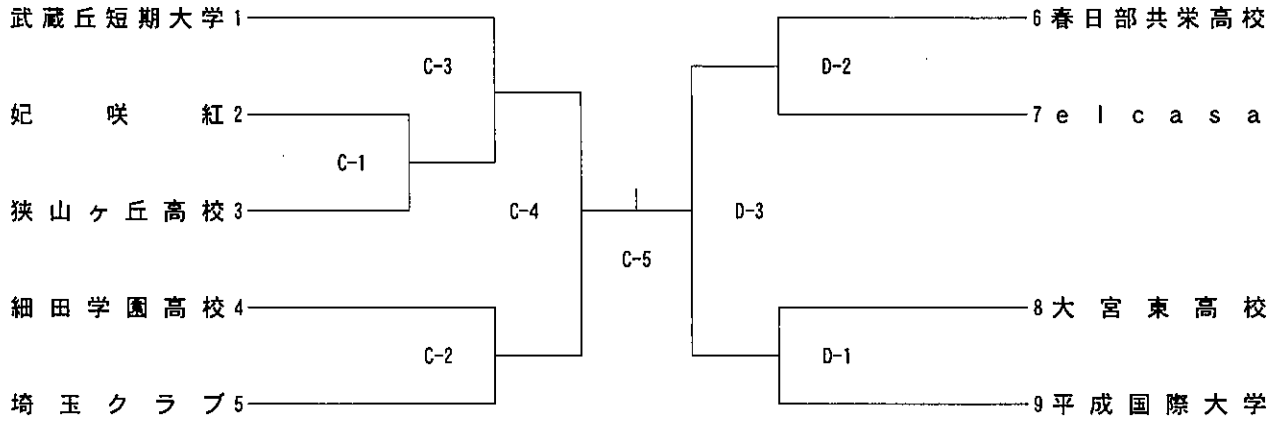 武蔵丘短期大学 1
6 春日部共栄高校
C-3
D-2
妃咲紅 2
7 elcasa
C-1
狭山ヶ丘高校 3
C-4
D-3
C-5
細田学園高校 4
8 大宮東高校
C-2
D-1
埼玉クラブ 5
9 平成国際大学